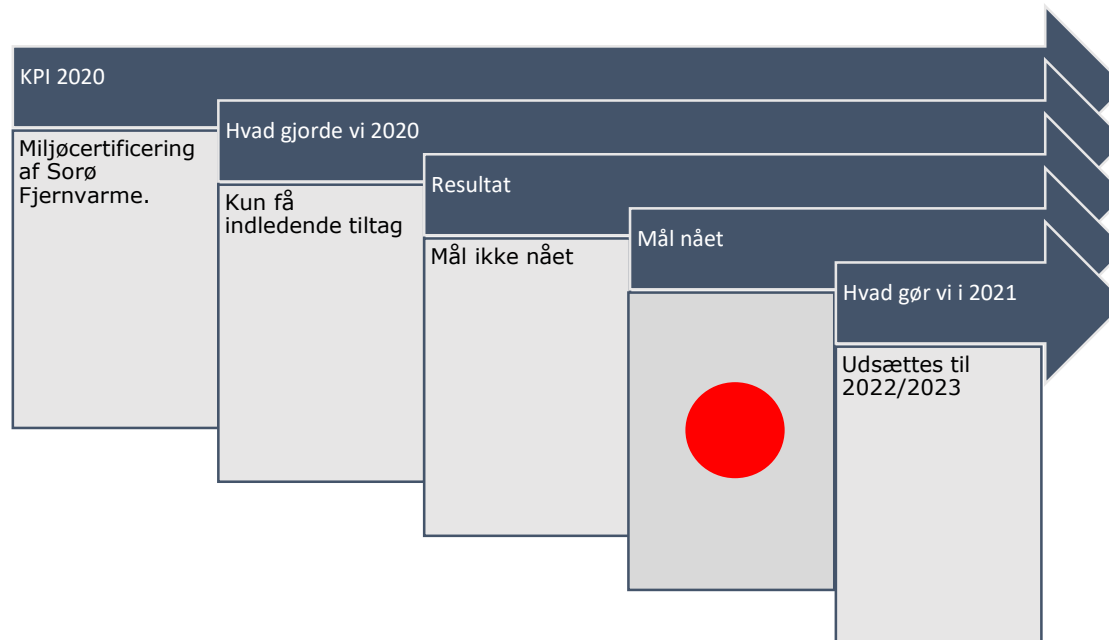 KPI 2020
Miljøcertificering
af Sorø
Fjernvarme.
Hvad gjorde vi 2020
Kun få
indledende tiltag
Resultat
Mål ikke nået
Mål nået
Hvad gør vi i 2021
Udsættes til
2022/2023